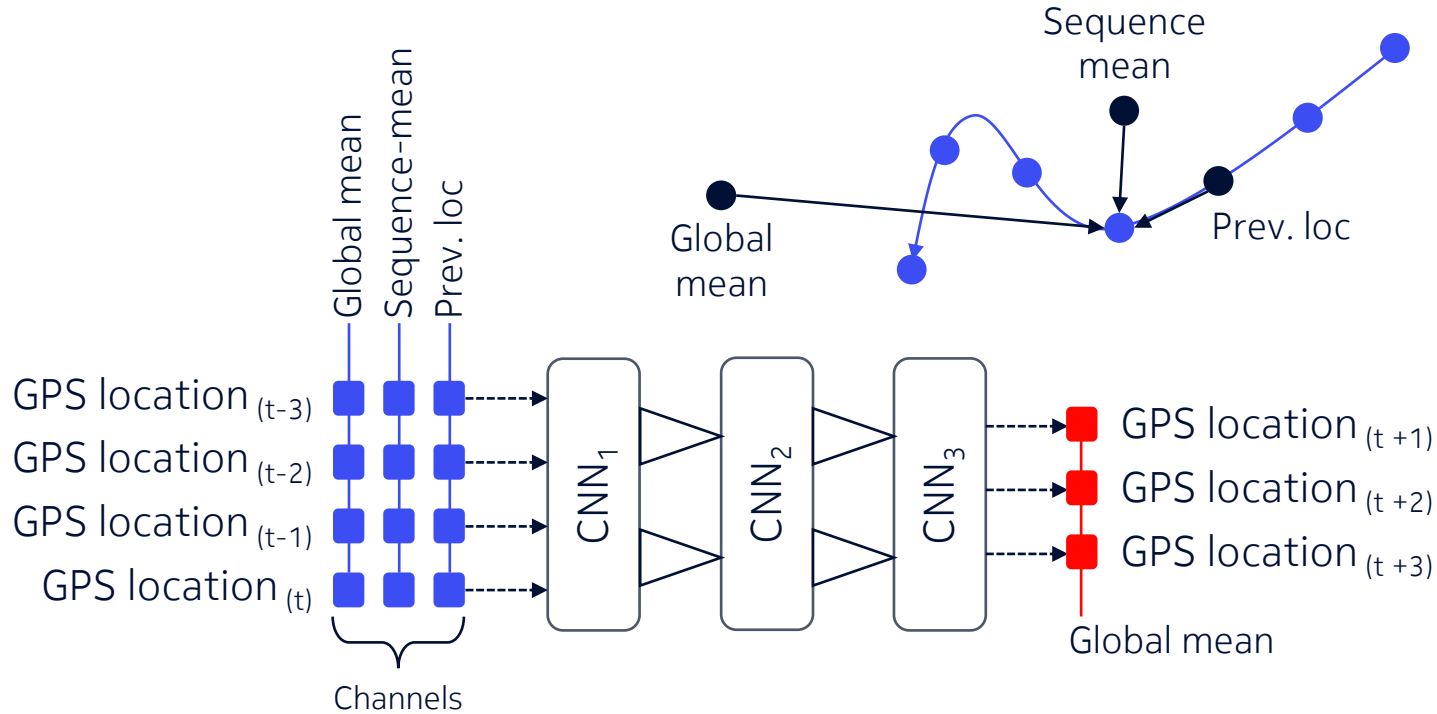 Sequence
mean
Global
mean
Prev. loc
Global mean
Sequence-mean
Prev. loc
GPS location (t-3)
GPS location (t-2)
GPS location (t-1)
GPS location (t)
Channels
CNN1
CNN2
CNN3
GPS location (t +1)
GPS location (t +2)
GPS location (t +3)
Global mean